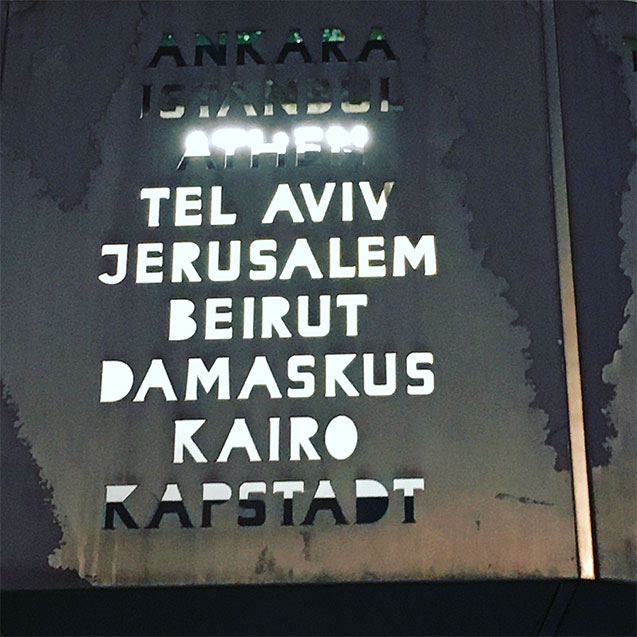 ANKARA
ISTANBUL
ATHEN
TEL AVIV
JERUSALEM
BEIRUT
DAMASKUS
KAIRO
KAPSTADT